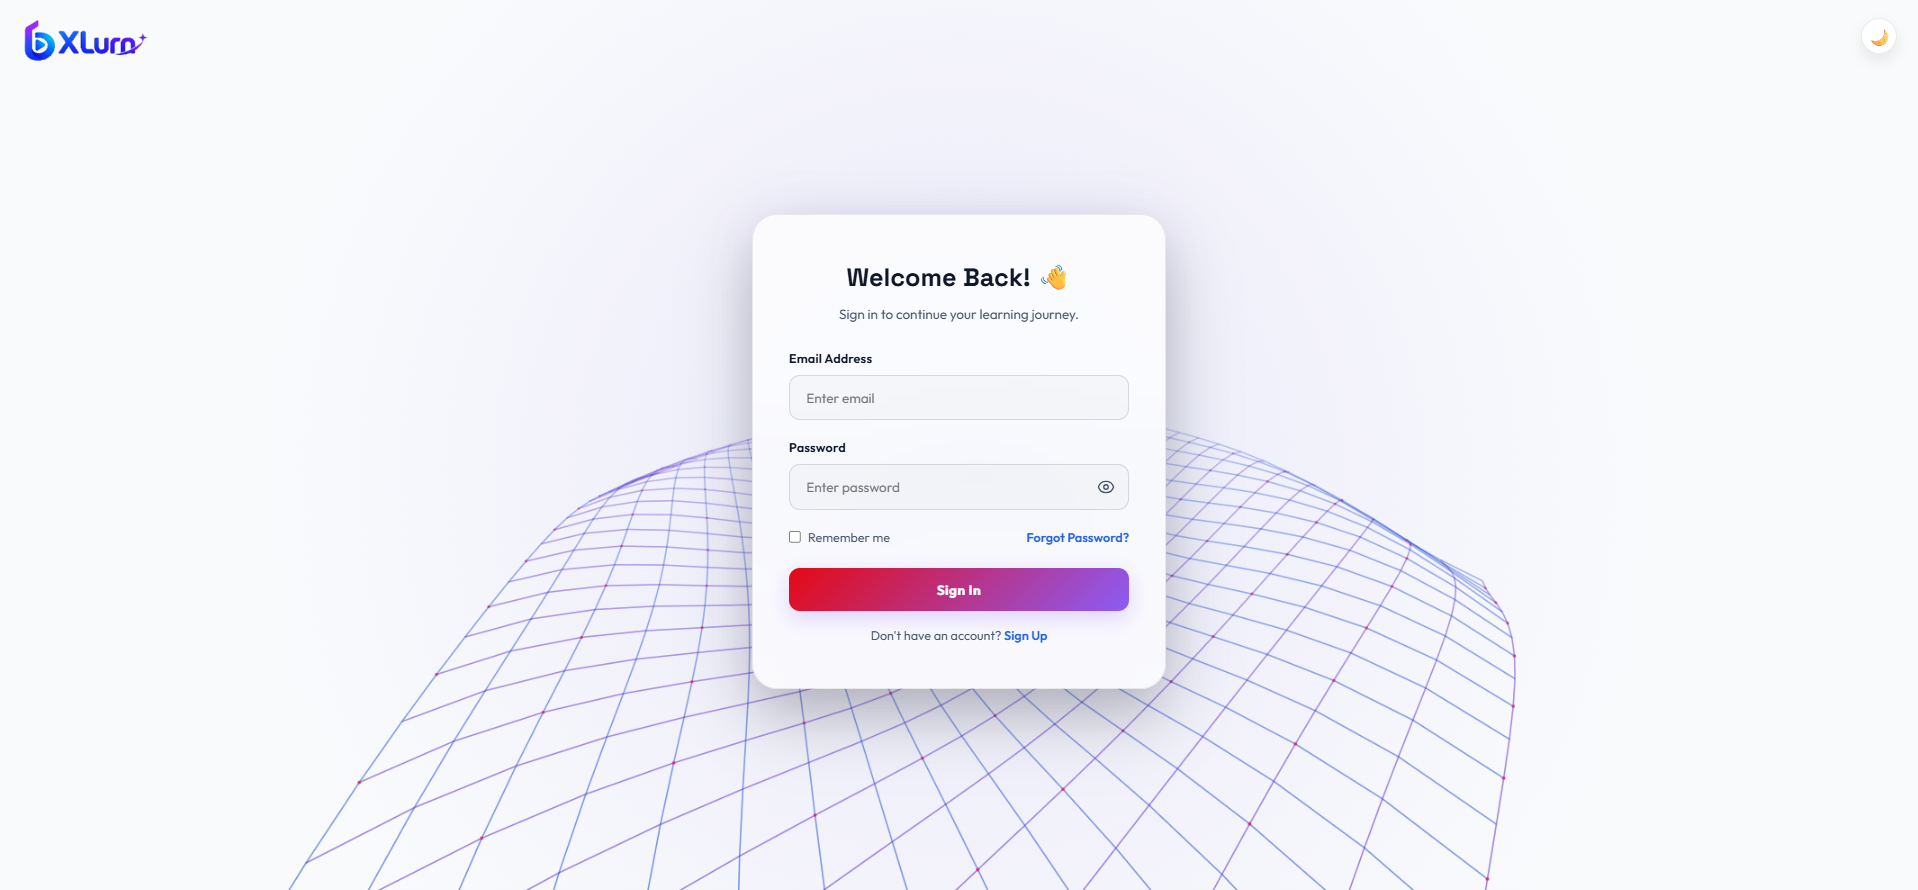 XLurn
Welcome Back! 👋
Sign in to continue your learning journey.
Email Address
Enter email
Password
Enter password
Remember me
Forgot Password?
Sign In
Don't have an account? Sign Up